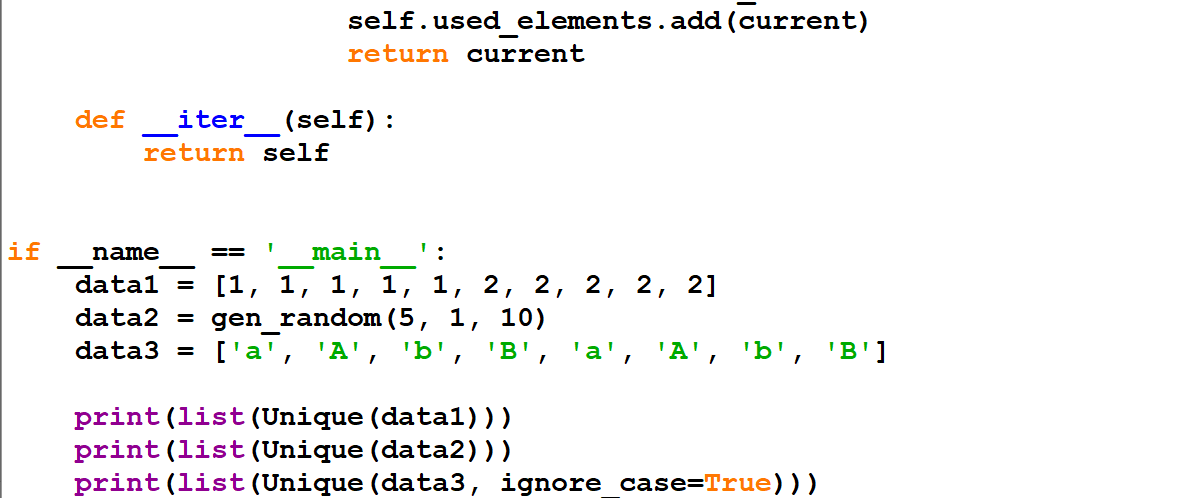 self.used_elements.add(current)
                    return current

    def __iter__(self):
        return self


if __name__ == '__main__':
    data1 = [1, 1, 1, 1, 1, 2, 2, 2, 2, 2]
    data2 = gen_random(5, 1, 10)
    data3 = ['a', 'A', 'b', 'B', 'a', 'A', 'b', 'B']

    print(list(Unique(data1)))
    print(list(Unique(data2)))
    print(list(Unique(data3, ignore_case=True)))